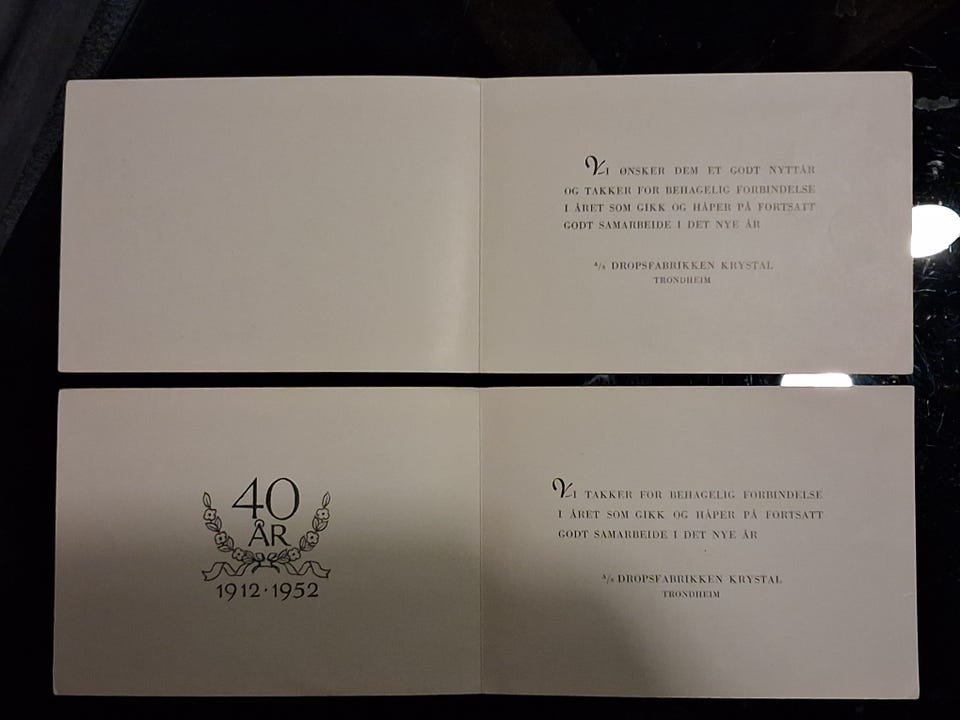 VI ØNSKER DEM ET GODT NYTTÅR
OG TAKKER FOR BEHAGELIG FORBINDELSE
I ÅRET SOM GIKK OG HÅPER PÅ FORTSATT
GODT SAMARBEIDE I DET NYE ÅR
A/S DROPSFABRIKKEN KRYSTAL
TRONDHEIM
40
ÅR
1912·1952
VI TAKKER FOR BEHAGELIG FORBINDELSE
I ÅRET SOM GIKK OG HÅPER PÅ FORTSATT
GODT SAMARBEIDE I DET NYE ÅR
A/S DROPSFABRIKKEN KRYSTAL
TRONDHEIM